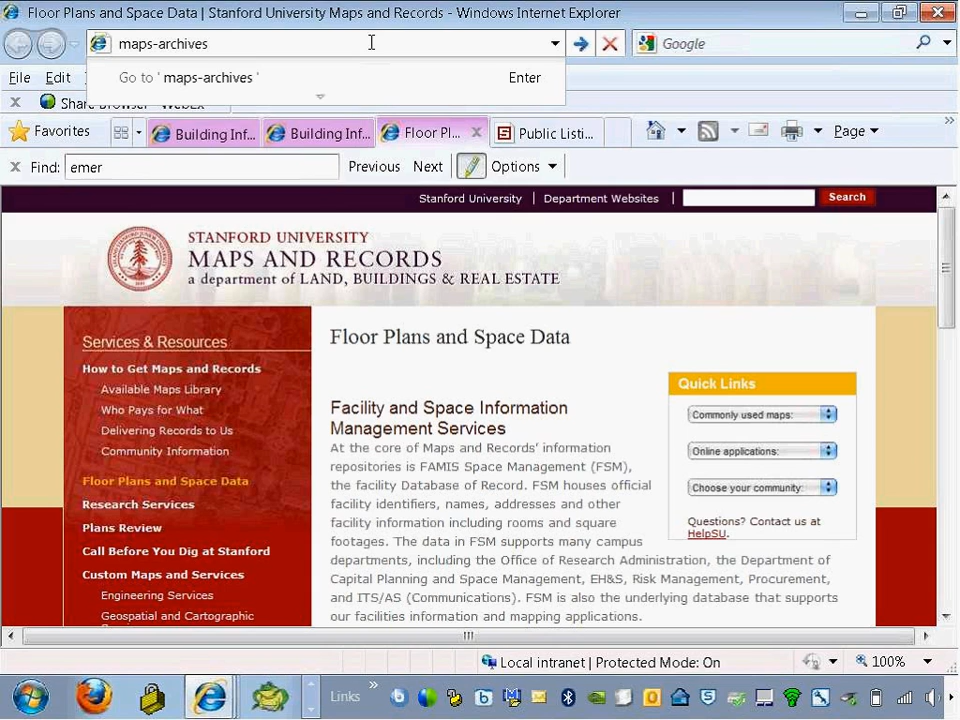 Floor Plans and Space Data | Stanford University Maps and Records - Windows Internet Explorer
maps-archives
Google
Go to ' maps-archives '
Enter
File Edit
Share Browser WebEx
Favorites
Building Inf...
Building Inf...
Floor Pl...
Public Listi...
Page
Find: emer
Previous Next Options
Stanford University | Department Websites |
Search
STANFORD UNIVERSITY
MAPS AND RECORDS
a department of LAND, BUILDINGS & REAL ESTATE
Services & Resources
How to Get Maps and Records
Available Maps Library
Who Pays for What
Delivering Records to Us
Community Information
Floor Plans and Space Data
Research Services
Plans Review
Call Before You Dig at Stanford
Custom Maps and Services
Engineering Services
Geospatial and Cartographic
Floor Plans and Space Data
Facility and Space Information
Management Services
At the core of Maps and Records' information
repositories is FAMIS Space Management (FSM),
the facility Database of Record. FSM houses official
facility identifiers, names, addresses and other
facility information including rooms and square
footages. The data in FSM supports many campus
departments, including the Office of Research Administration, the Department of
Capital Planning and Space Management, EH&S, Risk Management, Procurement,
and ITS/AS (Communications). FSM is also the underlying database that supports
our facilities information and mapping applications.
Quick Links
Commonly used maps:
Online applications:
Choose your community:
Questions? Contact us at
HelpSU.
Local intranet | Protected Mode: On
100%
Links